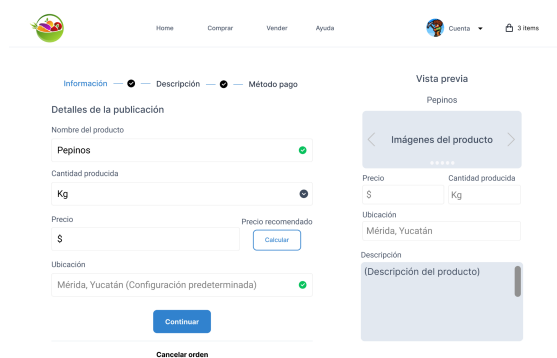 Home Comprar Vender Ayuda Cuenta 3 items
Información Descripción Método pago
Detalles de la publicación
Nombre del producto
Pepinos
Cantidad producida
Kg
Precio Precio recomendado
$ Calcular
Ubicación
Mérida, Yucatán (Configuración predeterminada)
Continuar
Cancelar orden
Vista previa
Pepinos
Imágenes del producto
Precio Cantidad producida
$ Kg
Ubicación
Mérida, Yucatán
Descripción
(Descripción del producto)